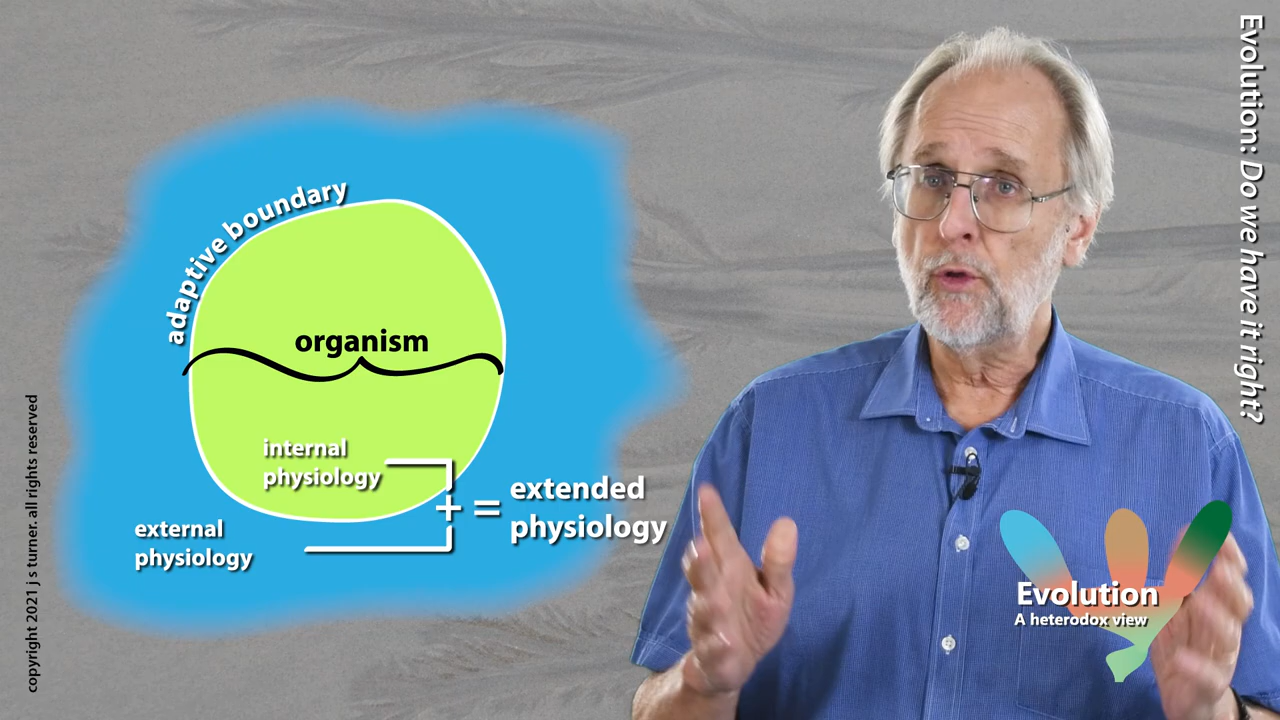 adaptive boundary
organism
internal
physiology
+ = extended
physiology
external
physiology
Evolution
A heterodox view
Evolution: Do we have it right?
copyright 2021 j s turner. all rights reserved